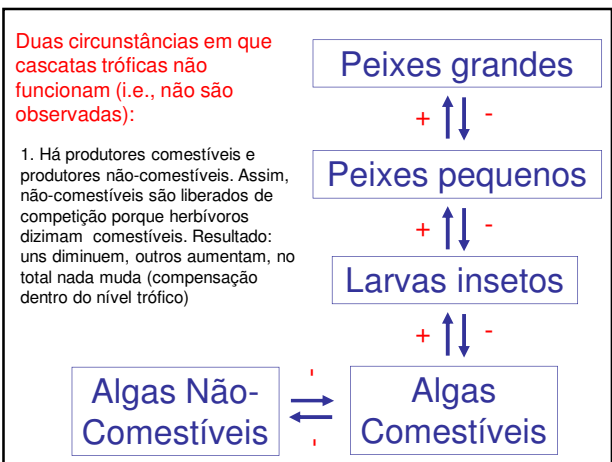 Duas circunstâncias em que
cascatas tróficas não
funcionam (i.e., não são
observadas):
1. Há produtores comestíveis e
produtores não-comestíveis. Assim,
não-comestíveis são liberados de
competição porque herbívoros
dizimam comestíveis. Resultado:
uns diminuem, outros aumentam, no
total nada muda (compensação
dentro do nível trófico)
Peixes grandes
+ -
Peixes pequenos
+ -
Larvas insetos
+ -
Algas Não-
Comestíveis
-
-
Algas
Comestíveis